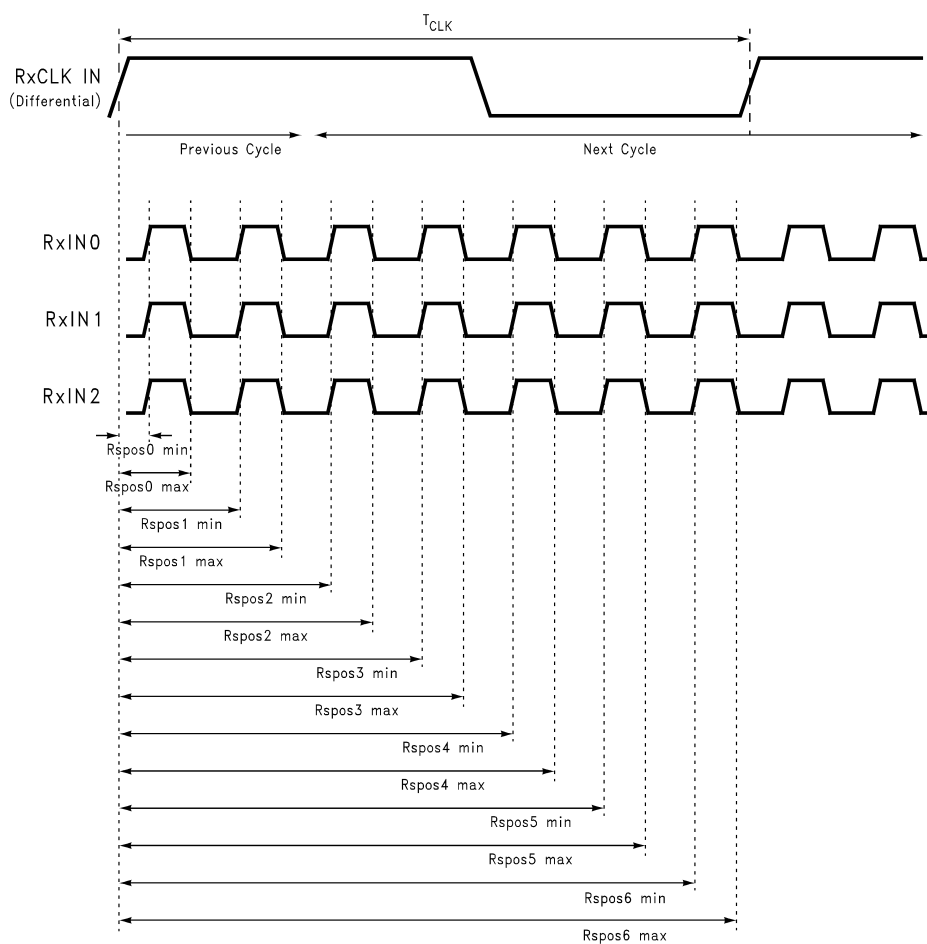 T_CLK
RxCLK IN
(Differential)
Previous Cycle
Next Cycle
RxIN0
RxIN1
RxIN2
Rspos0 min
Rspos0 max
Rspos1 min
Rspos1 max
Rspos2 min
Rspos2 max
Rspos3 min
Rspos3 max
Rspos4 min
Rspos4 max
Rspos5 min
Rspos5 max
Rspos6 min
Rspos6 max